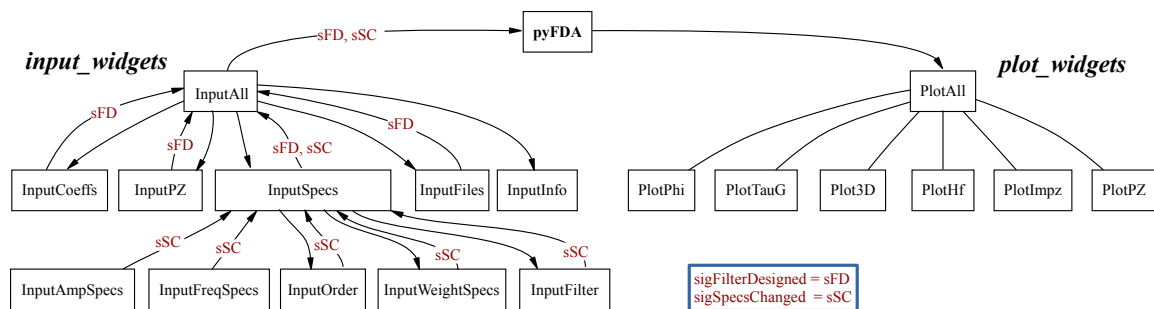 pyFDA
sFD, sSC
input_widgets
plot_widgets
InputAll
PlotAll
sFD
sFD
sFD
sFD, sSC
InputCoeffs
InputPZ
InputSpecs
InputFiles
InputInfo
PlotPhi
PlotTauG
Plot3D
PlotHf
PlotImpz
PlotPZ
sSC
sSC
sSC
sSC
sSC
InputAmpSpecs
InputFreqSpecs
InputOrder
InputWeightSpecs
InputFilter
sigFilterDesigned = sFD
sigSpecsChanged = sSC